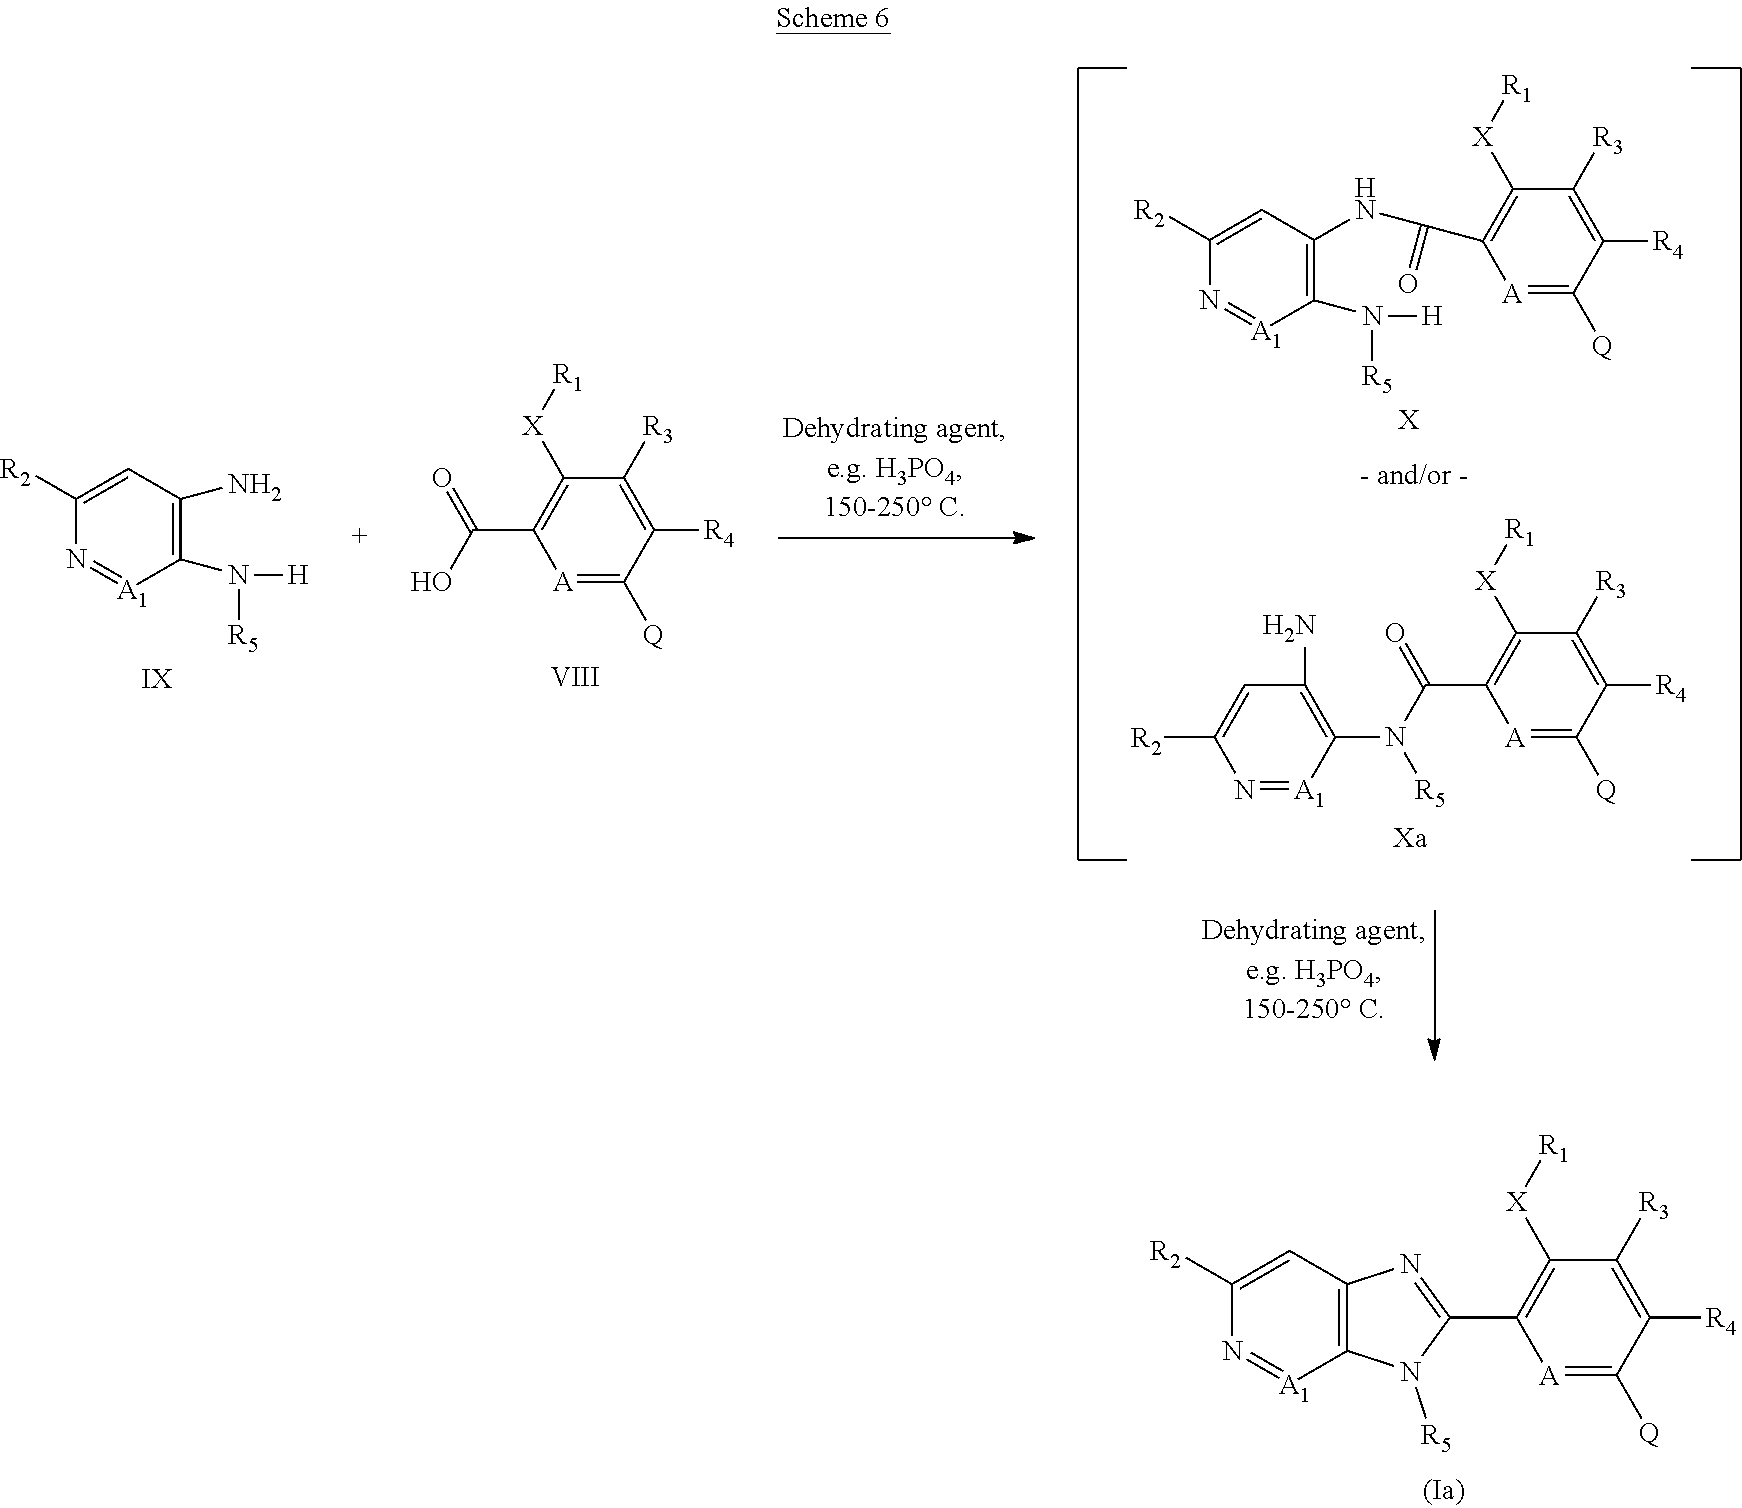 Scheme 6
R1
X
R3
H
N
R2
R4
O
N
A1
N
H
A
Q
R5
X
- and/or -
R1
X
R3
H2N
O
R4
R2
N
A
N
A1
R5
Q
Xa
R2
NH2
N
A1
N
H
R5
IX
+
R1
X
R3
O
R4
HO
A
Q
VIII
Dehydrating agent,
e.g. H3PO4,
150-250° C.
Dehydrating agent,
e.g. H3PO4,
150-250° C.
R1
X
R3
R2
N
R4
N
A1
N
A
R5
Q
(Ia)